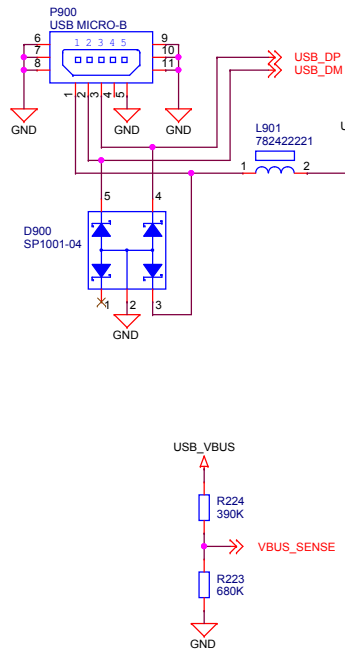 P900
USB MICRO-B
6
7
8
1 2 3 4 5
9
10
11
1
2
3
4
5
GND
GND
GND
USB_DP
USB_DM
L901
782422221
U
1
2
5
4
D900
SP1001-04
1
2
3
GND
USB_VBUS
R224
390K
VBUS_SENSE
R223
680K
GND